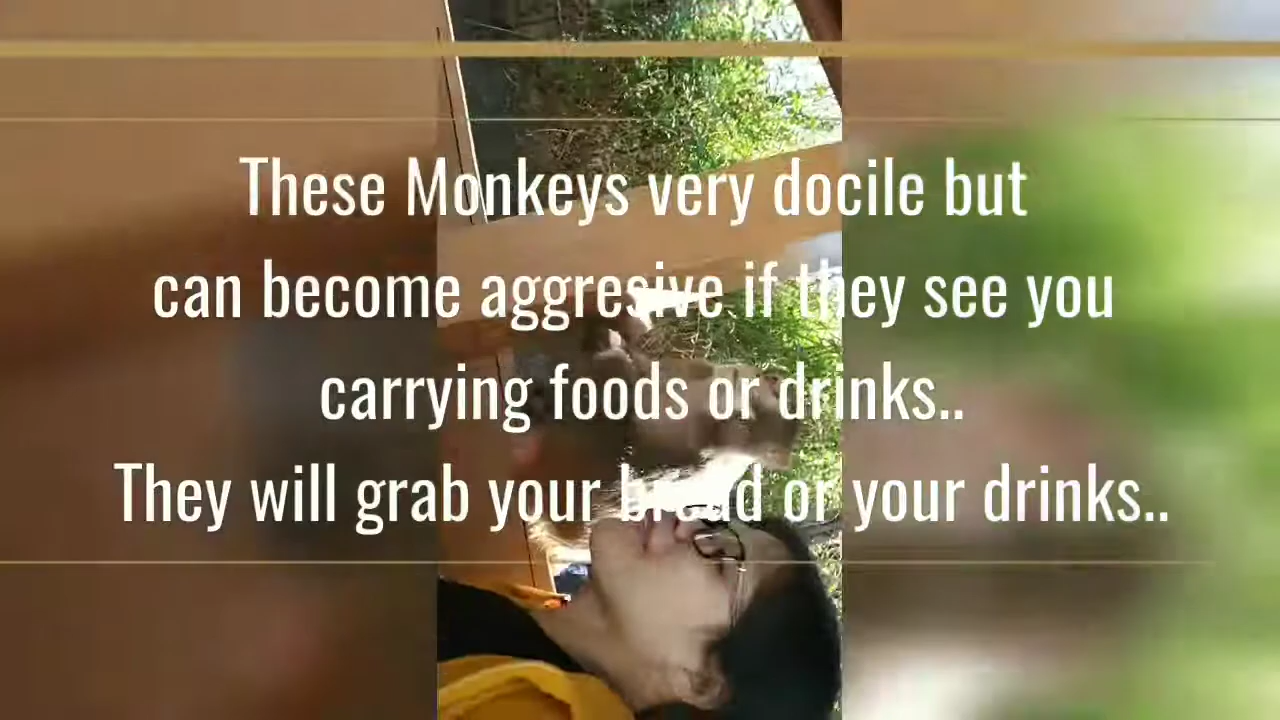 These Monkeys very docile but
can become aggresive if they see you
carrying foods or drinks..
They will grab your bread or your drinks..